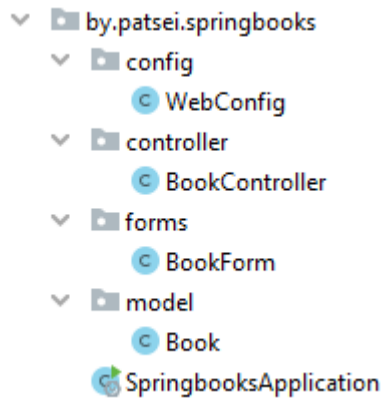 by.patsei.springbooks
config
C WebConfig
controller
C BookController
forms
C BookForm
model
C Book
C SpringbooksApplication